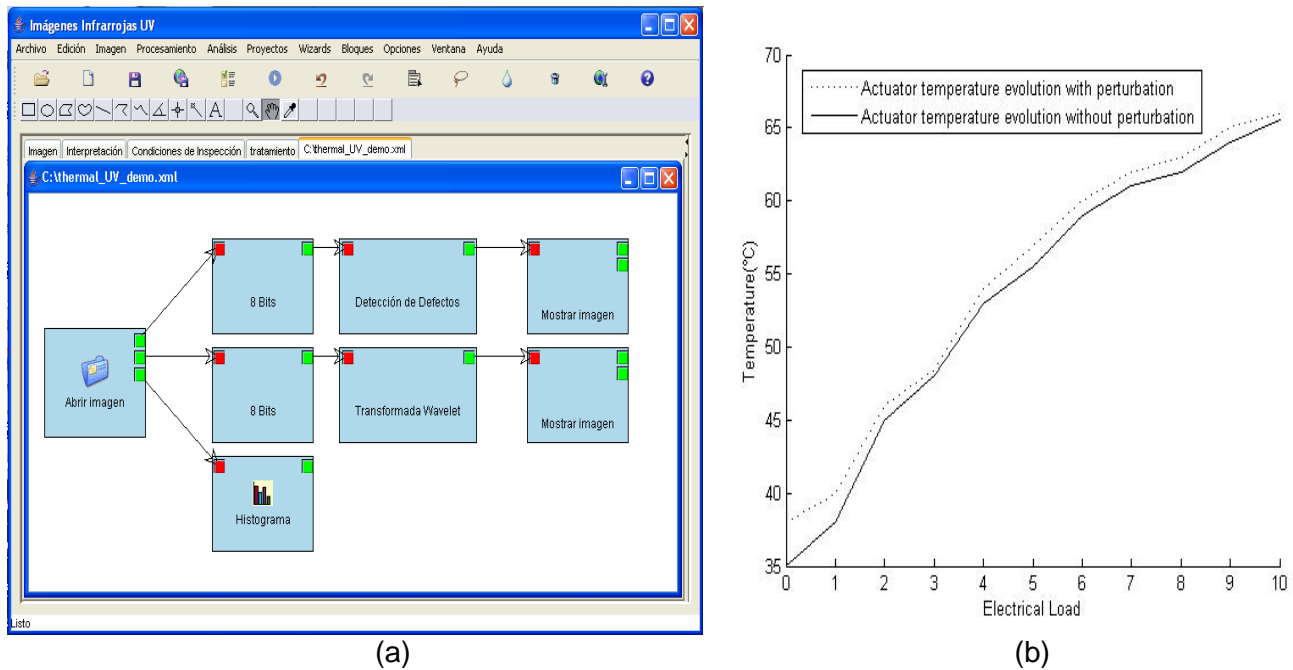 Imágenes Infrarrojas UV
Archivo Edición Imagen Procesamiento Análisis Proyectos Wizards Bloques Opciones Ventana Ayuda
A
Imagen Interpretación Condiciones de Inspección tratamiento C:\thermal_UV_demo.xml
C:\thermal_UV_demo.xml
8 Bits
Detección de Defectos
Mostrar imagen
Abrir imagen
8 Bits
Transformada Wavelet
Mostrar imagen
Histograma
Listo
(a)
70
65
60
55
50
45
40
35
Temperature(°C)
Actuator temperature evolution with perturbation
Actuator temperature evolution without perturbation
0 1 2 3 4 5 6 7 8 9 10
Electrical Load
(b)